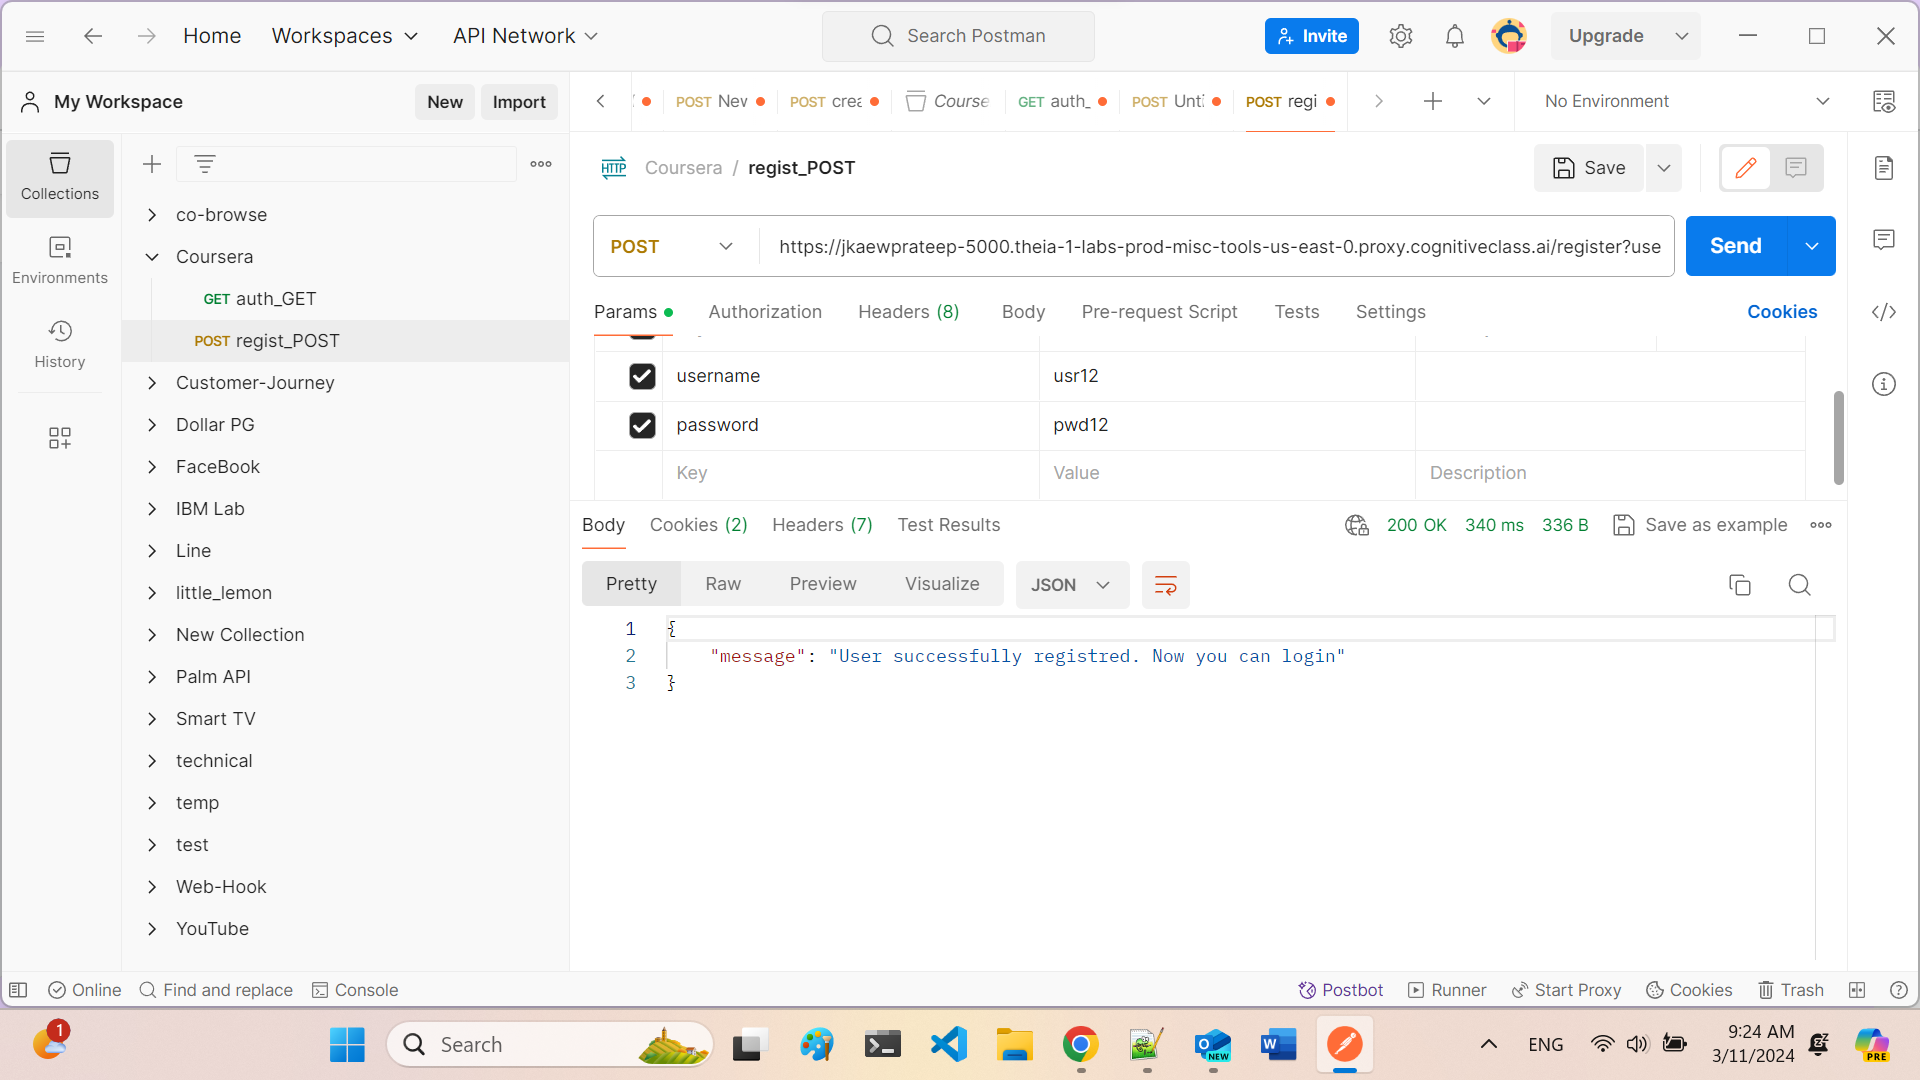 Home Workspaces API Network Search Postman Invite Upgrade
My Workspace New Import
POST Nev POST crea Course GET auth_ POST Unt POST regi No Environment
Collections
Environments
History
co-browse
Coursera
GET auth_GET
POST regist_POST
Customer-Journey
Dollar PG
FaceBook
IBM Lab
Line
little_lemon
New Collection
Palm API
Smart TV
technical
temp
test
Web-Hook
YouTube
HTTP Coursera / regist_POST Save
POST https://jkaewprateep-5000.theia-1-labs-prod-misc-tools-us-east-0.proxy.cognitiveclass.ai/register?use Send
Params Authorization Headers (8) Body Pre-request Script Tests Settings Cookies
username usr12
password pwd12
Key Value Description
Body Cookies (2) Headers (7) Test Results 200 OK 340 ms 336 B Save as example
Pretty Raw Preview Visualize JSON
1 {
2 "message": "User successfully registred. Now you can login"
3 }
Online Find and replace Console Postbot Runner Start Proxy Cookies Trash
1 Search NEW W PRE
ENG 9:24 AM
3/11/2024